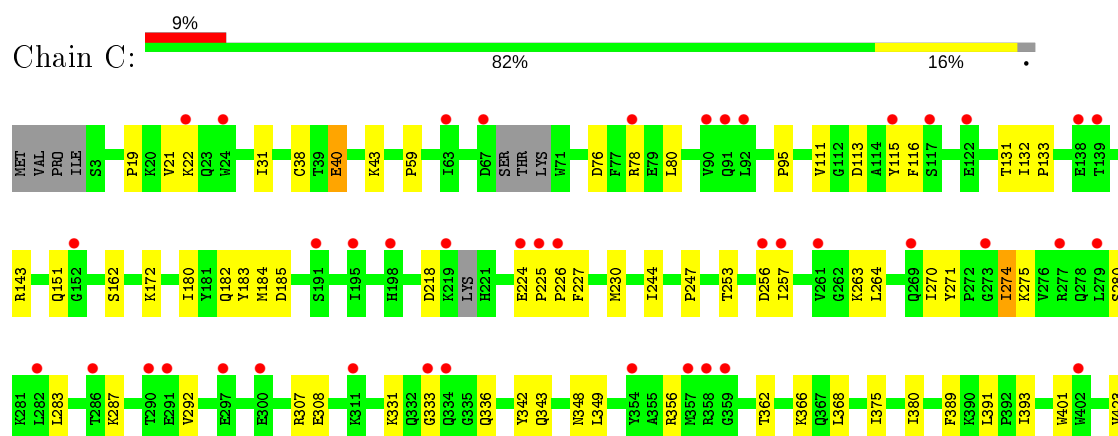 9%
Chain C:
82% 16%
MET VAL PRO ILE S3 P19 K20 V21 K22 Q23 W24 I31 C38 T39 E40 K43 P59 I63 D67 SER THR LYS W71 D76 F77 R78 E79 L80 V90 Q91 L92 P95 V111 G112 D113 A114 Y115 F116 S117 E122 T131 I132 P133 E138 T139
R143 Q151 G152 S162 K172 I180 Y181 Q182 Y183 M184 D185 S191 I195 H198 D218 K219 LYS H221 E224 P225 P226 F227 M230 I244 P247 T253 D256 I257 V261 G262 K263 L264 Q269 I270 Y271 P272 G273 I274 K275 V276 R277 Q278 L279 S280
K281 L282 L283 T286 K287 T290 E291 V292 E297 E300 R307 E308 K311 K331 Q332 G333 Q334 G335 Q336 Y342 Q343 N348 L349 Y354 A355 R356 M357 R358 G359 T362 K366 Q367 L368 I375 I380 F389 K390 L391 P392 I393 W401 W402